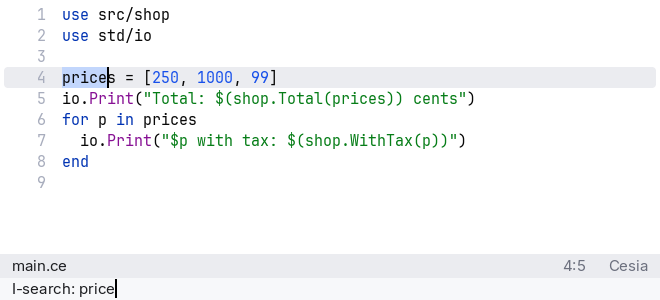 1 use src/shop
2 use std/io
3
4 prices = [250, 1000, 99]
5 io.Print("Total: $(shop.Total(prices)) cents")
6 for p in prices
7   io.Print("$p with tax: $(shop.WithTax(p))")
8 end
9
main.ce 4:5 Cesia
I-search: price